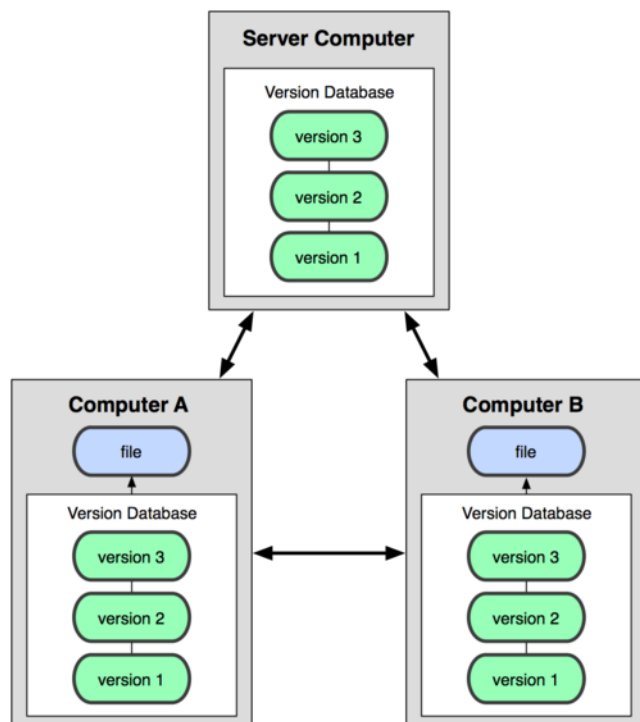 Server Computer
Version Database
version 3
version 2
version 1
Computer A
file
Version Database
version 3
version 2
version 1
Computer B
file
Version Database
version 3
version 2
version 1